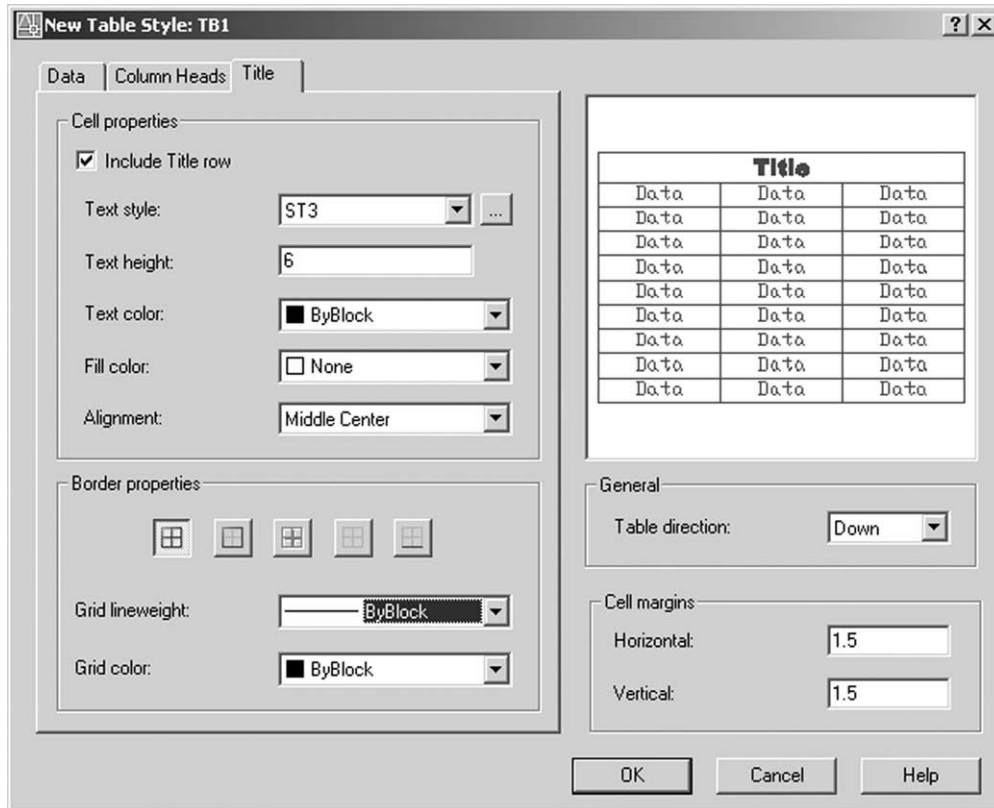 New Table Style: TB1
? X
Data Column Heads Title
Cell properties
Include Title row
Text style: ST3 ...
Text height: 6
Text color: ByBlock
Fill color: None
Alignment: Middle Center
Border properties
Grid lineweight: ByBlock
Grid color: ByBlock
Title
Data Data Data
Data Data Data
Data Data Data
Data Data Data
Data Data Data
Data Data Data
Data Data Data
Data Data Data
Data Data Data
General
Table direction: Down
Cell margins
Horizontal: 1.5
Vertical: 1.5
OK Cancel Help